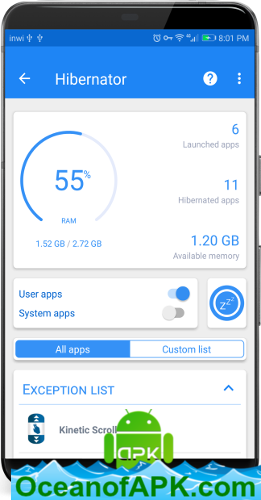 inwi 8:01 PM
Hibernator ?
6
Launched apps
55%
RAM
11
Hibernated apps
1.52 GB / 2.72 GB
1.20 GB
Available memory
User apps
System apps
zzz
All apps Custom list
EXCEPTION LIST
Kinetic Scroll
APK
OceanofAPK.com